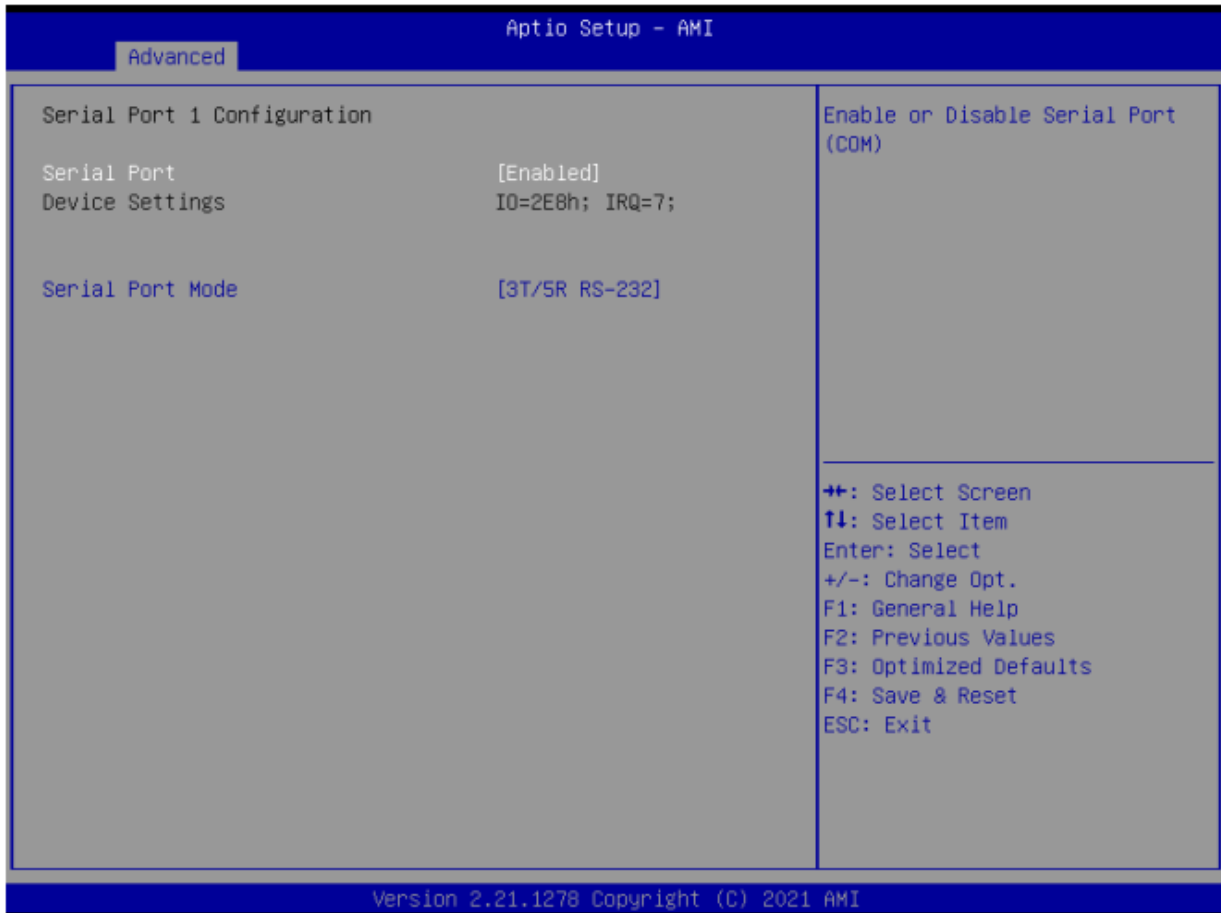 Aptio Setup - AMI
Advanced
Serial Port 1 Configuration
Serial Port [Enabled]
Device Settings IO=2E8h; IRQ=7;
Serial Port Mode [3T/5R RS-232]
Enable or Disable Serial Port
(COM)
→←: Select Screen
↑↓: Select Item
Enter: Select
+/-: Change Opt.
F1: General Help
F2: Previous Values
F3: Optimized Defaults
F4: Save & Reset
ESC: Exit
Version 2.21.1278 Copyright (C) 2021 AMI